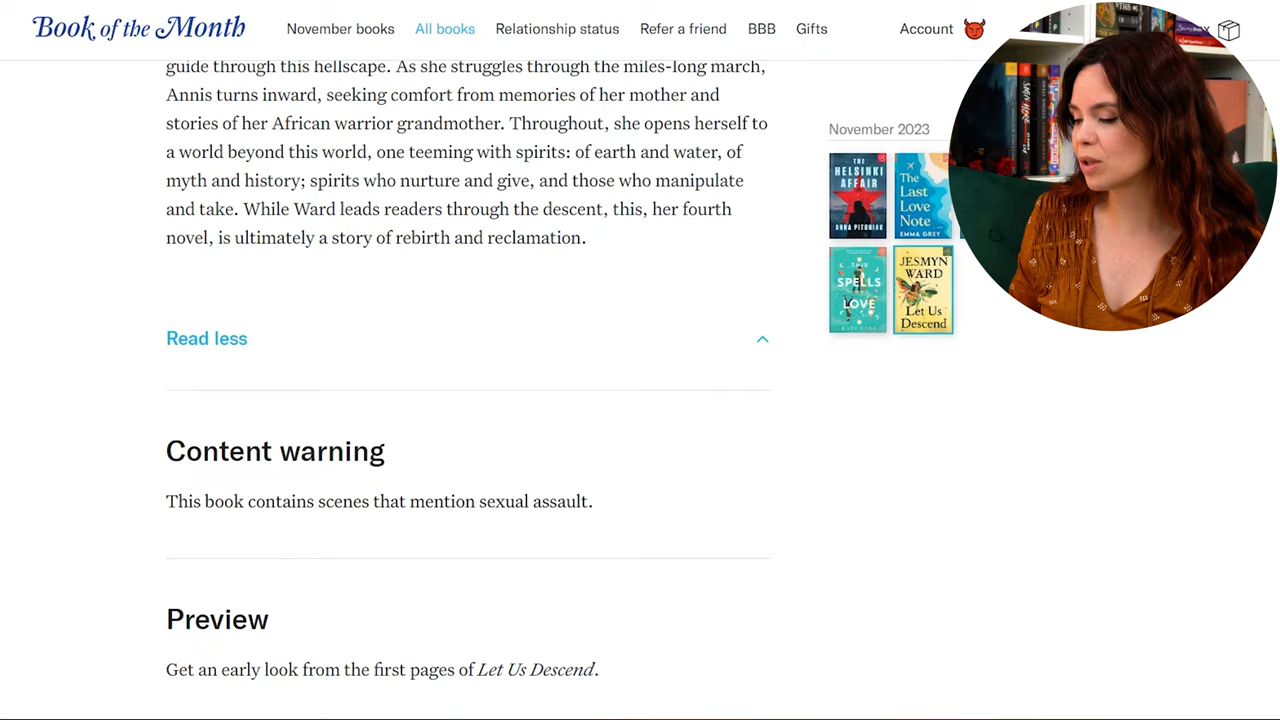 Book of the Month
November books
All books
Relationship status
Refer a friend
BBB
Gifts
Account
guide through this hellscape. As she struggles through the miles-long march,
Annis turns inward, seeking comfort from memories of her mother and
stories of her African warrior grandmother. Throughout, she opens herself to
a world beyond this world, one teeming with spirits: of earth and water, of
myth and history; spirits who nurture and give, and those who manipulate
and take. While Ward leads readers through the descent, this, her fourth
novel, is ultimately a story of rebirth and reclamation.
Read less
Content warning
This book contains scenes that mention sexual assault.
Preview
Get an early look from the first pages of Let Us Descend.
November 2023
THE
HELSINKI
AFFAIR
ANNA PITONIAK
The
Last
Love
Note
EMMA GREY
THIS
SPELLS
LOVE
JESMYN
WARD
Let Us
Descend